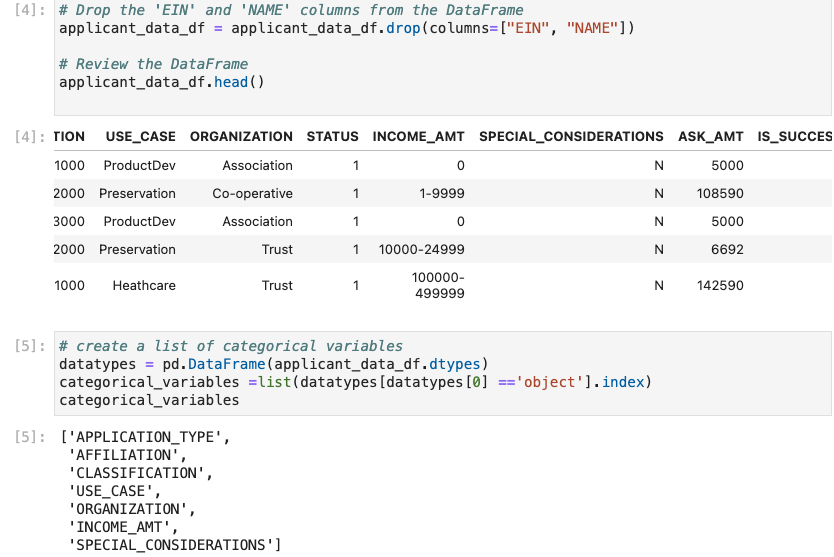 [4]: # Drop the 'EIN' and 'NAME' columns from the DataFrame
applicant_data_df = applicant_data_df.drop(columns=["EIN", "NAME"])
# Review the DataFrame
applicant_data_df.head()
[4]: TION USE_CASE ORGANIZATION STATUS INCOME_AMT SPECIAL_CONSIDERATIONS ASK_AMT IS_SUCCES
1000 ProductDev Association 1 0 N 5000
2000 Preservation Co-operative 1 1-9999 N 108590
3000 ProductDev Association 1 0 N 5000
2000 Preservation Trust 1 10000-24999 N 6692
1000 Heathcare Trust 1 100000-
499999 N 142590
[5]: # create a list of categorical variables
datatypes = pd.DataFrame(applicant_data_df.dtypes)
categorical_variables =list(datatypes[datatypes[0] =='object'].index)
categorical_variables
[5]: ['APPLICATION_TYPE',
'AFFILIATION',
'CLASSIFICATION',
'USE_CASE',
'ORGANIZATION',
'INCOME_AMT',
'SPECIAL_CONSIDERATIONS']